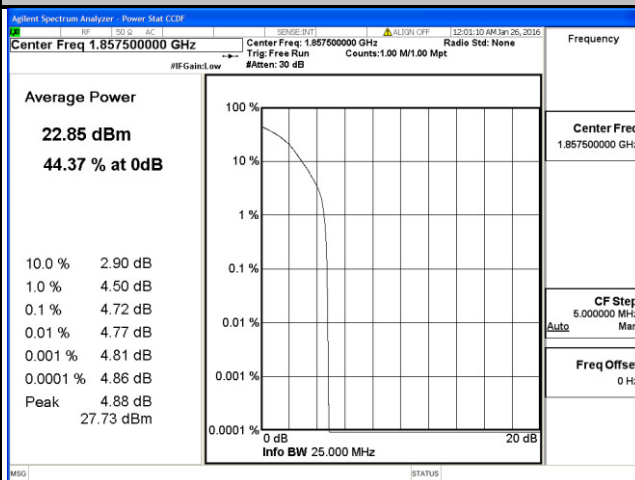 Agilent Spectrum Analyzer - Power Stat CCDF
RF 50 Ω AC SENSE:INT ALIGN OFF 12:01:10 AM Jan 26, 2016
Center Freq 1.857500000 GHz
Center Freq: 1.857500000 GHz Radio Std: None
Trig: Free Run Counts:1.00 M/1.00 Mpt
#IFGain:Low #Atten: 30 dB
Frequency
Average Power
22.85 dBm
44.37 % at 0dB
10.0 % 2.90 dB
1.0 % 4.50 dB
0.1 % 4.72 dB
0.01 % 4.77 dB
0.001 % 4.81 dB
0.0001 % 4.86 dB
Peak 4.88 dB
27.73 dBm
100 %
10 %
1 %
0.1 %
0.01 %
0.001 %
0.0001 %
0 dB 20 dB
Info BW 25.000 MHz
Center Freq
1.857500000 GHz
CF Step
5.000000 MHz
Auto Man
Freq Offset
0 Hz
MSG STATUS